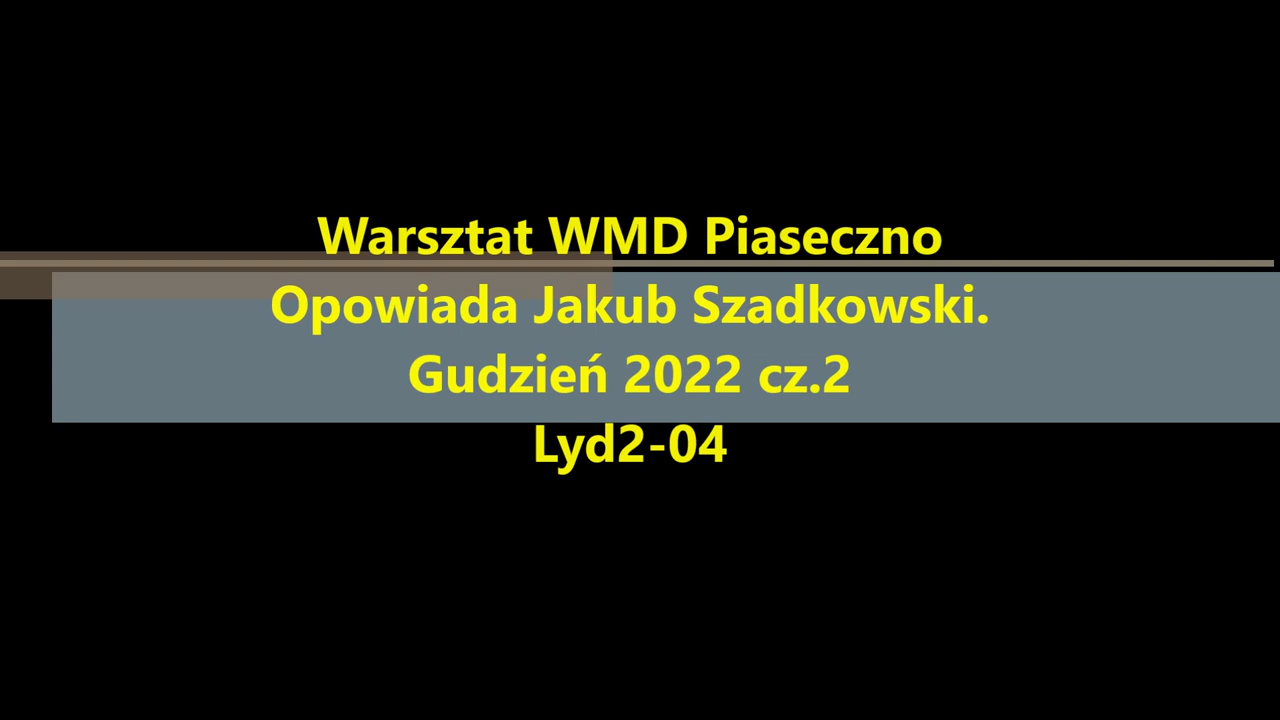 Warsztat WMD Piaseczno
Opowiada Jakub Szadkowski.
Gudzień 2022 cz.2
Lyd2-04